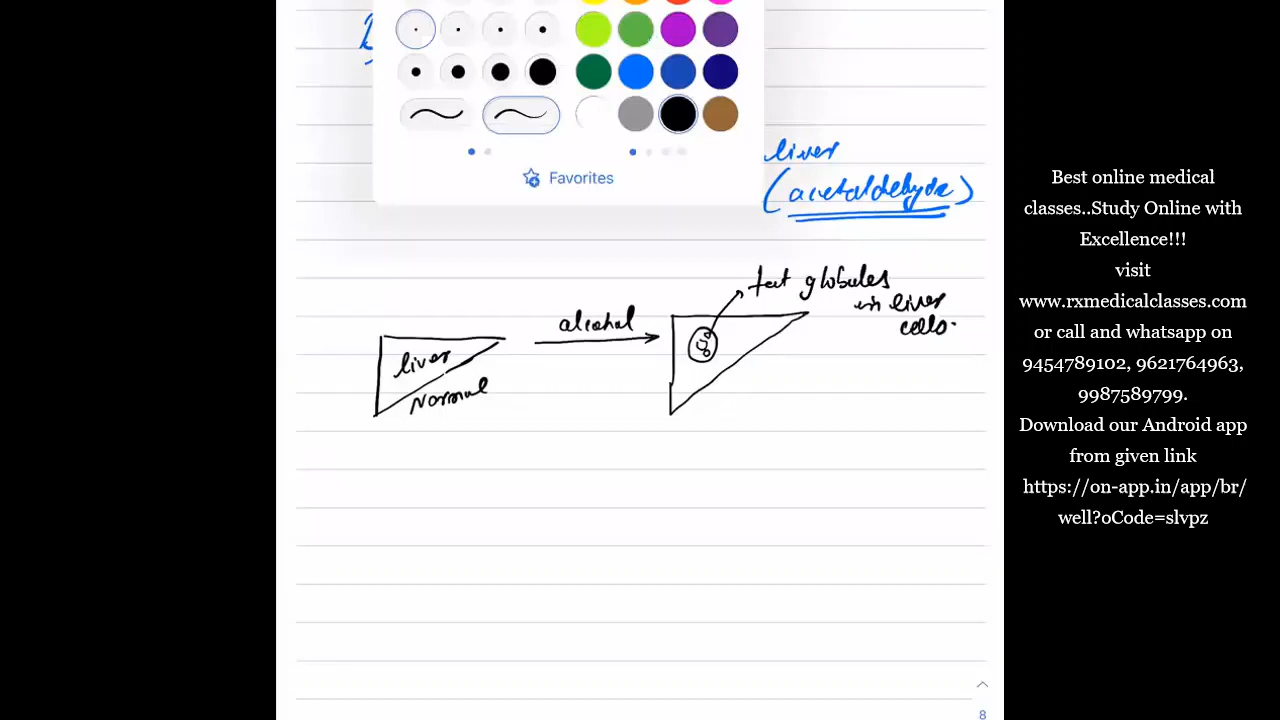 Favorites
liver
(acetaldehyde)
fat globules
in liver
cells.
alcohol
liver
Normal
8
Best online medical
classes..Study Online with
Excellence!!!
visit
www.rxmedicalclasses.com
or call and whatsapp on
9454789102, 9621764963,
9987589799.
Download our Android app
from given link
https://on-app.in/app/br/
well?oCode=slvpz